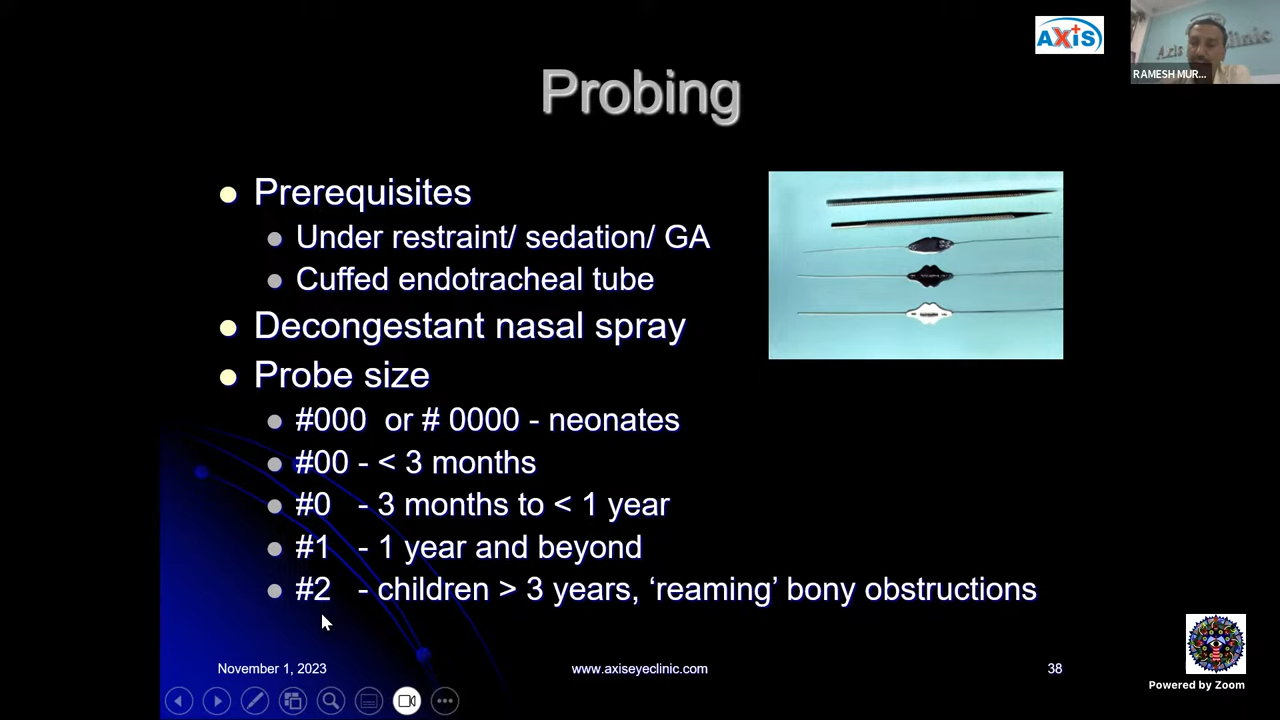 AXiS
Axis Clinic
RAMESH MUR...
Probing
Prerequisites
Under restraint/ sedation/ GA
Cuffed endotracheal tube
Decongestant nasal spray
Probe size
#000 or # 0000 - neonates
#00 - < 3 months
#0 - 3 months to < 1 year
#1 - 1 year and beyond
#2 - children > 3 years, ‘reaming’ bony obstructions
November 1, 2023
www.axiseyeclinic.com
38
Powered by Zoom